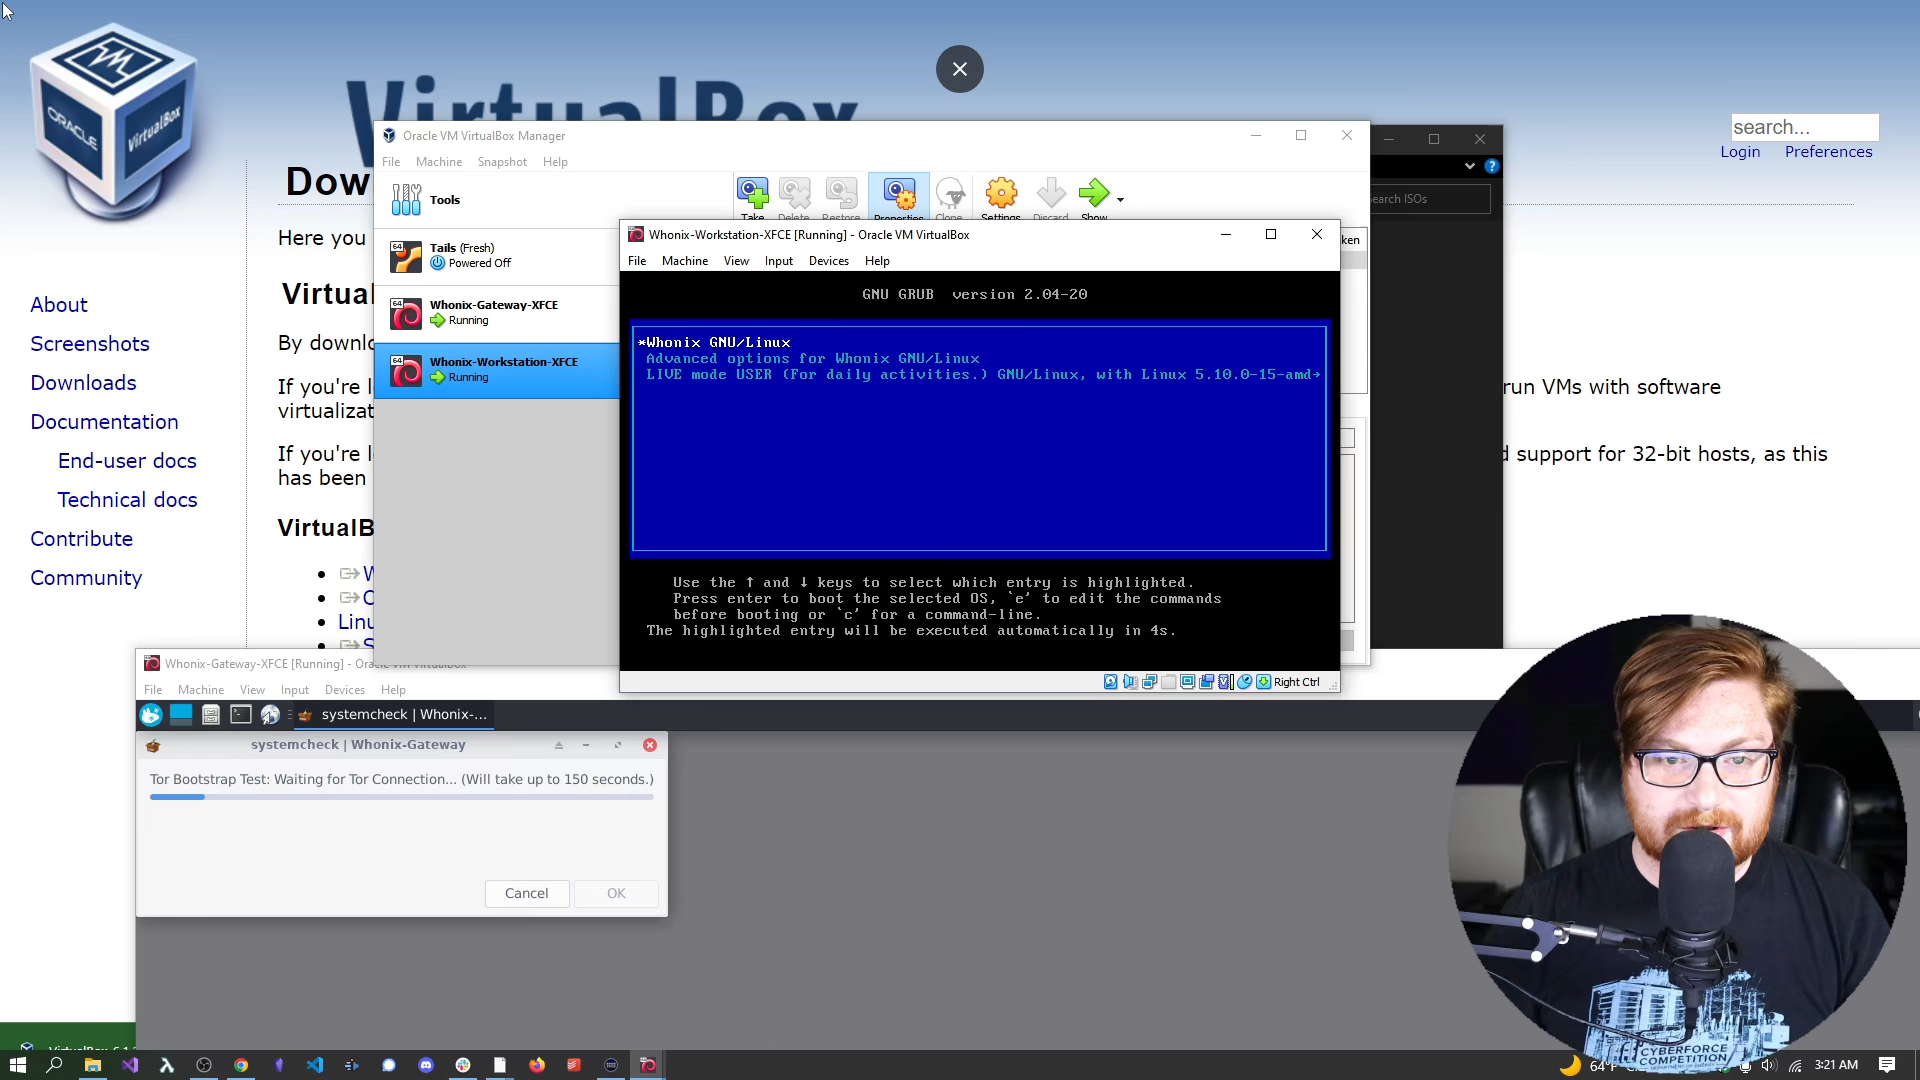 ORACLE
VirtualBox
VirtualBox
search...
Login Preferences
About
Screenshots
Downloads
Documentation
End-user docs
Technical docs
Contribute
Community
Dow
Here you
Virtual
By downlo
If you're l
run VMs with software
virtualizat
If you're l
d support for 32-bit hosts, as this
has been
VirtualB
W
O
Linu
S
Oracle VM VirtualBox Manager
File Machine Snapshot Help
Tools
Take Delete Restore Properties Clone Settings Discard Show
Tails (Fresh)
Powered Off
Whonix-Gateway-XFCE
Running
Whonix-Workstation-XFCE
Running
ken
earch ISOs
Whonix-Workstation-XFCE [Running] - Oracle VM VirtualBox
File Machine View Input Devices Help
GNU GRUB version 2.04-20
*Whonix GNU/Linux
Advanced options for Whonix GNU/Linux
LIVE mode USER (For daily activities.) GNU/Linux, with Linux 5.10.0-15-amd→
Use the ↑ and ↓ keys to select which entry is highlighted.
Press enter to boot the selected OS, `e' to edit the commands
before booting or `c' for a command-line.
The highlighted entry will be executed automatically in 4s.
Right Ctrl
Whonix-Gateway-XFCE [Running] - Oracle VM VirtualBox
File Machine View Input Devices Help
systemcheck | Whonix-...
systemcheck | Whonix-Gateway
Tor Bootstrap Test: Waiting for Tor Connection... (Will take up to 150 seconds.)
Cancel OK
CYBERFORCE
COMPETITION
64°F
3:21 AM